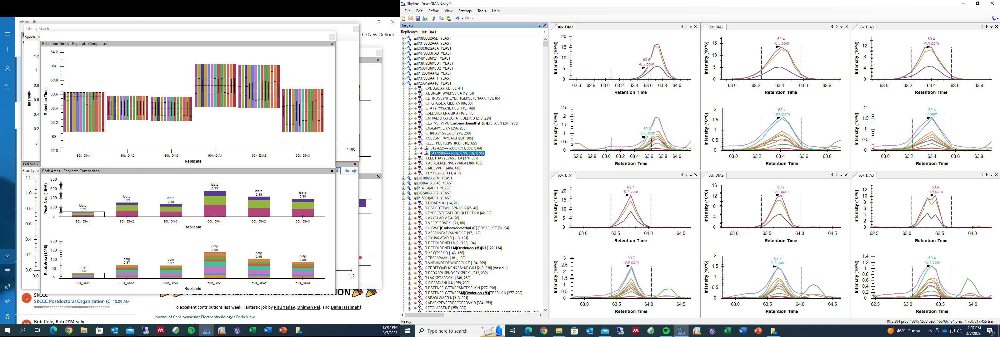 Inbox - jh
the New Outlook
Library Match
Spectrum
Intensity
1.2
1
0.8
0.6
0.4
0.2
0
1400
Retention Times - Replicate Comparison
Retention Time
64.2
64
63.8
63.6
63.4
63.2
63
62.8
30k_DIA1 30k_DIA2 30k_DIA3 60k_DIA1 60k_DIA2 60k_DIA3
Replicate
Full Scan
Scan type:
1.2
1.0
0.8
0.6
0.4
0.2
0.0
0.0
1.2
Peak Areas - Replicate Comparison
Peak Area (10^6)
800
600
400
200
0
idotp 0.99
idotp 0.99
idotp 0.99
idotp 0.99
idotp 0.99
idotp 0.99
30k_DIA1 30k_DIA2 30k_DIA3 60k_DIA1 60k_DIA2 60k_DIA3
Replicate
Peak Area (10^6)
200
150
100
50
0
dotp 0.95
dotp 0.97
dotp 0.97
dotp 0.99
dotp 0.96
dotp 0.98
30k_DIA1 30k_DIA2 30k_DIA3 60k_DIA1 60k_DIA2 60k_DIA3
Replicate
S
SKCCC
SKCCC Postdoctoral Organization (C 10:09 AM
Bob Cole, Bob O'Meally
To excellent contributions last week. Fantastic job by Ritu Yadav, Dhiman Pal, and Dana Hazimeh!!
Journal of Cardiovascular Electrophysiology / Early View
12:07 PM
3/7/2023
Skyline - YeastDIANN.sky *
File Edit Refine View Settings Tools Help
Targets
Replicates: 30k_DIA1
sp|P38903|2A5D_YEAST
sp|P31383|2AAA_YEAST
sp|Q00362|2ABA_YEAST
sp|P47096|3HAO_YEAST
sp|P40433|6P21_YEAST
sp|P38720|6PGD1_YEAST
sp|P53319|6PGD2_YEAST
sp|P12904|AAKG_YEAST
sp|P37898|AAP1_YEAST
sp|P23542|AATC_YEAST
K.VDLGIGAYR.D [33, 41]
R.DDNGKPWVLPSVK.A [42, 54]
K.LIHNDSSYNHEYLGITGLPSLTSNAAK.I [59, 85]
K.IIFGTQSDAFQEDR.V [86, 99]
K.TATYPYWANETK.S [149, 160]
K.SLDLNGFLNAIQK.A [161, 173]
K.NHIALFDTAYQGFATGDLDK.D [210, 229]
K.LSTVSPVFVC[Carbamidomethyl (C)]QSFAK.N [241, 255]
K.NAGMYGER.V [256, 263]
K.TIKPAVTSQLAK.I [279, 290]
R.SEVSNPPAYGAK.I [294, 305]
K.LLETPELTEQWHK.D [310, 322]
812.4225++ (idotp 0.93, dotp 0.84)
541.9508+++ (idotp 0.99, dotp 0.95)
R.LEETHAVYLVASGR.A [374, 387]
R.ASIAGLNQGNVEYVAK.A [388, 403]
K.AIDEVVR.F [404, 410]
R.FYTIEAK.L [411, 417]
sp|Q01802|AATM_YEAST
sp|Q08641|AB140_YEAST
sp|P14164|ABF1_YEAST
sp|Q02486|ABF2_YEAST
sp|P15891|ABP1_YEAST
R.EIDAEYLK.I [14, 21]
R.GSDPDTTWLIISPNAK.K [25, 40]
K.EYEPESTGSSFHDFLQLFDETK.V [42, 63]
K.VQYGLAR.V [64, 70]
R.VSPPGSDVEK.I [71, 80]
K.IIIIGWC[Carbamidomethyl (C)]PDSAPLK.T [81, 94]
R.ASFAANFAAVANNLFK.G [97, 112]
K.GYHVQVTAR.D [113, 121]
R.DEDDLDENELLMK.I [122, 134]
R.DEDDLDENELLM[Oxidation (M)]K.I [122, 134]
R.YSIQTSSK.Q [143, 150]
K.TPSPAPAAK.I [181, 189]
R.VNDNNDDDDWNEPELK.E [194, 209]
K.ERDFDQAPLKPNQSSYKPIGK.I [210, 230] (missed 1)
R.DFDQAPLKPNQSSYKPIGK.I [212, 230]
R.LVQKPTAAGSK.I [248, 258]
K.IDPSSDIANLK.N [259, 269]
R.DSEFNSFLGTTKPPSMTESSLK.N [277, 298]
R.DSEFNSFLGTTKPPSM[Oxidation (M)]TESSLK.N [277, 298]
K.SPAQLWAER.K [313, 321]
K.AEAPKPEVPEDEPEGEPDVK.D [334, 353]
K.FEGLAASEK.E [359, 367]
Ready
30k_DIA1
Intensity (10^6)
20
15
10
5
0
63.6
-0.3 ppm
62.6 62.8 63.0 63.2 63.4 63.6 63.8 64.0
Retention Time
Intensity (10^6)
2.5
2
1.5
1
0.5
0
63.6
+0.8 ppm
62.6 62.8 63.0 63.2 63.4 63.6 63.8 64.0
Retention Time
30k_DIA2
Intensity (10^6)
15
10
5
0
63.4
+0.5 ppm
63.0 63.2 63.4 63.6 63.8
Retention Time
Intensity (10^6)
2
1.5
1
0.5
0
63.4
+0.6 ppm
63.0 63.2 63.4 63.6 63.8
Retention Time
30k_DIA3
Intensity (10^6)
12
8
4
0
63.4
-1.1 ppm
63.0 63.2 63.4 63.6 63.8
Retention Time
Intensity (10^6)
2
1.5
1
0.5
0
63.4
0 ppm
63.0 63.2 63.4 63.6 63.8
Retention Time
60k_DIA1
Intensity (10^6)
20
15
10
5
0
63.7
-0.7 ppm
63.0 63.5 64.0 64.5
Retention Time
Intensity (10^6)
3
2.5
2
1.5
1
0.5
0
63.7
-0.9 ppm
63.0 63.5 64.0 64.5
Retention Time
60k_DIA2
Intensity (10^6)
16
12
8
4
0
63.7
-0.4 ppm
63.0 63.5 64.0 64.5
Retention Time
Intensity (10^6)
2
1.5
1
0.5
0
63.7
-0.2 ppm
63.0 63.5 64.0 64.5
Retention Time
60k_DIA3
Intensity (10^6)
12
10
8
6
4
2
0
63.4
-1.4 ppm
62.5 63.0 63.5 64.0
Retention Time
Intensity (10^6)
1.4
1.2
1
0.8
0.6
0.4
0.2
0
63.4
+0.1 ppm
62.5 63.0 63.5 64.0
Retention Time
10/3,304 prot 138/57,578 pep 166/66,434 prec 1,760/717,455 tran
Type here to search
46°F Sunny
12:07 PM
3/7/2023